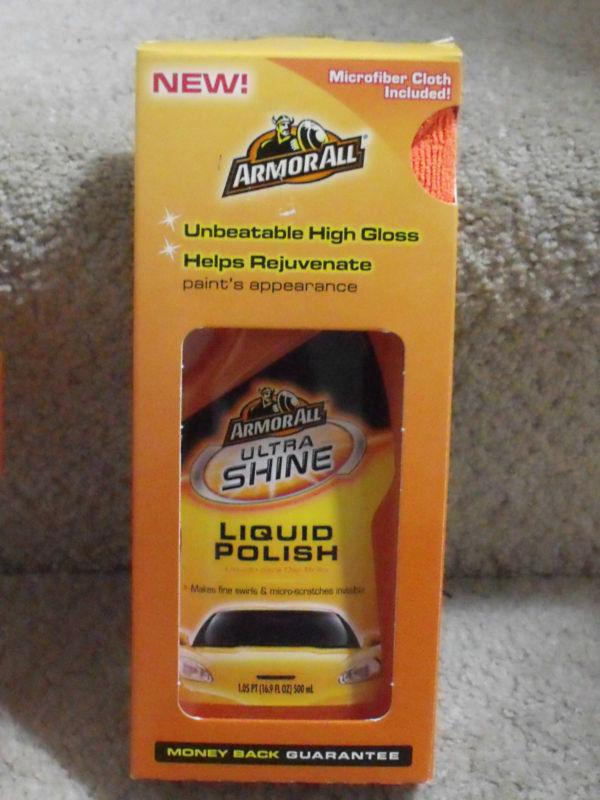 NEW!
Microfiber Cloth
Included!
ARMORALL
Unbeatable High Gloss
Helps Rejuvenate
paint's appearance
ARMORALL
ULTRA
SHINE
LIQUID
POLISH
Makes fine swirls & micro-scratches invisible
1.05 PT (16.9 FL OZ) 500 mL
MONEY BACK GUARANTEE